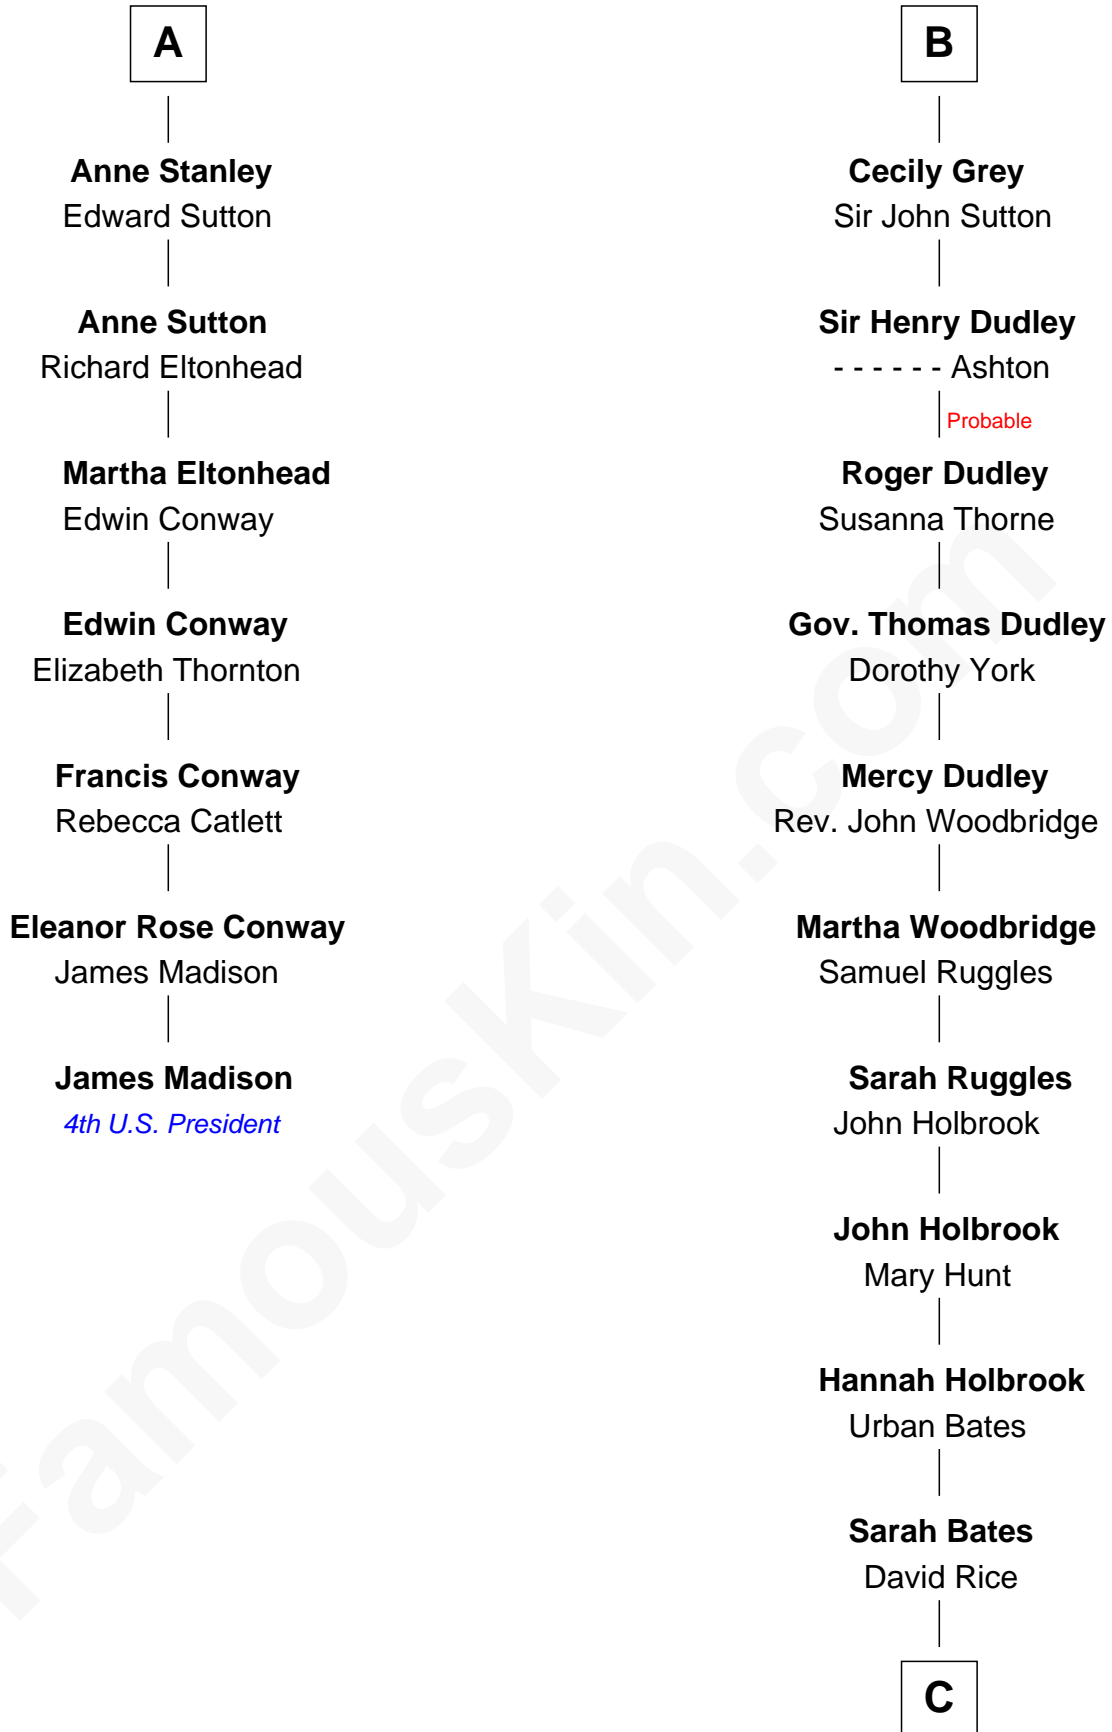 A
Anne Stanley
Edward Sutton
Anne Sutton
Richard Eltonhead
Martha Eltonhead
Edwin Conway
Edwin Conway
Elizabeth Thornton
Francis Conway
Rebecca Catlett
Eleanor Rose Conway
James Madison
James Madison
4th U.S. President
B
Cecily Grey
Sir John Sutton
Sir Henry Dudley
- - - - - - Ashton
Probable
Roger Dudley
Susanna Thorne
Gov. Thomas Dudley
Dorothy York
Mercy Dudley
Rev. John Woodbridge
Martha Woodbridge
Samuel Ruggles
Sarah Ruggles
John Holbrook
John Holbrook
Mary Hunt
Hannah Holbrook
Urban Bates
Sarah Bates
David Rice
C
FamousKin.com